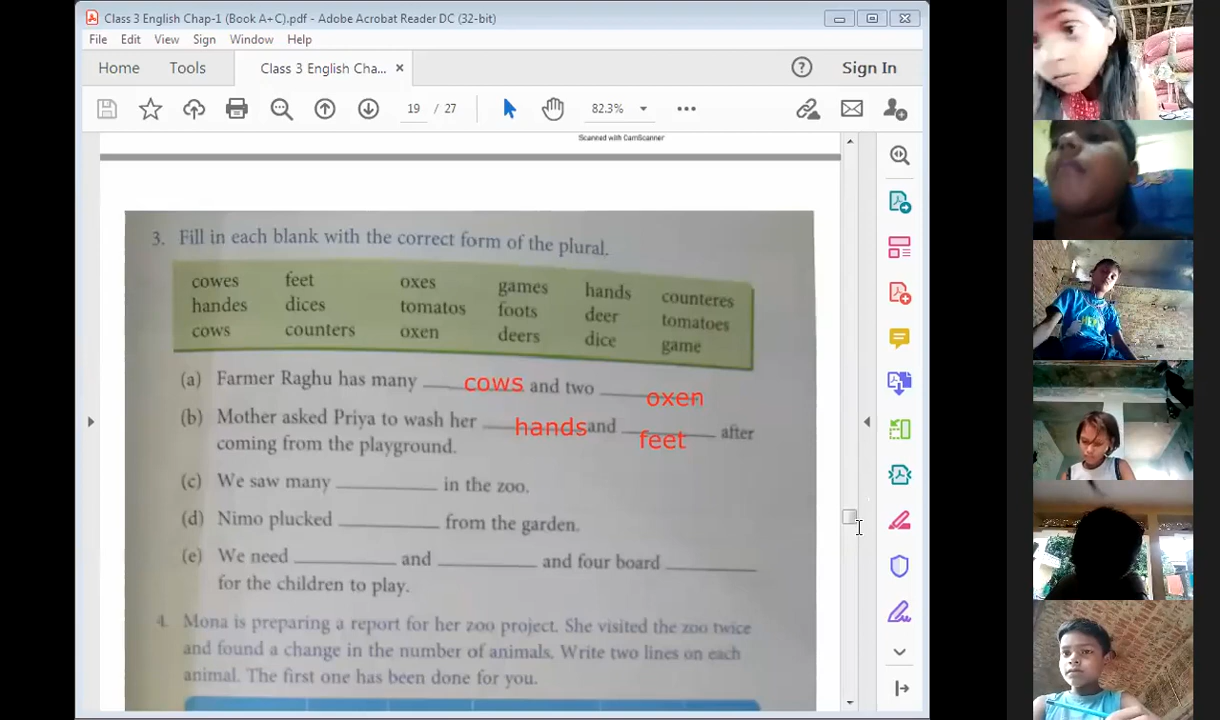 Class 3 English Chap-1 (Book A+C).pdf - Adobe Acrobat Reader DC (32-bit)
File Edit View Sign Window Help
Home Tools Class 3 English Cha... × Sign In
19 / 27 82.3%
Scanned with CamScanner
3. Fill in each blank with the correct form of the plural.
cowes feet oxes games hands counteres
handes dices tomatos foots deer tomatoes
cows counters oxen deers dice game
(a) Farmer Raghu has many cows and two oxen
(b) Mother asked Priya to wash her hands and feet after
coming from the playground.
(c) We saw many ________ in the zoo.
(d) Nimo plucked ________ from the garden.
(e) We need ________ and ________ and four board ________
for the children to play.
4. Mona is preparing a report for her zoo project. She visited the zoo twice
and found a change in the number of animals. Write two lines on each
animal. The first one has been done for you.